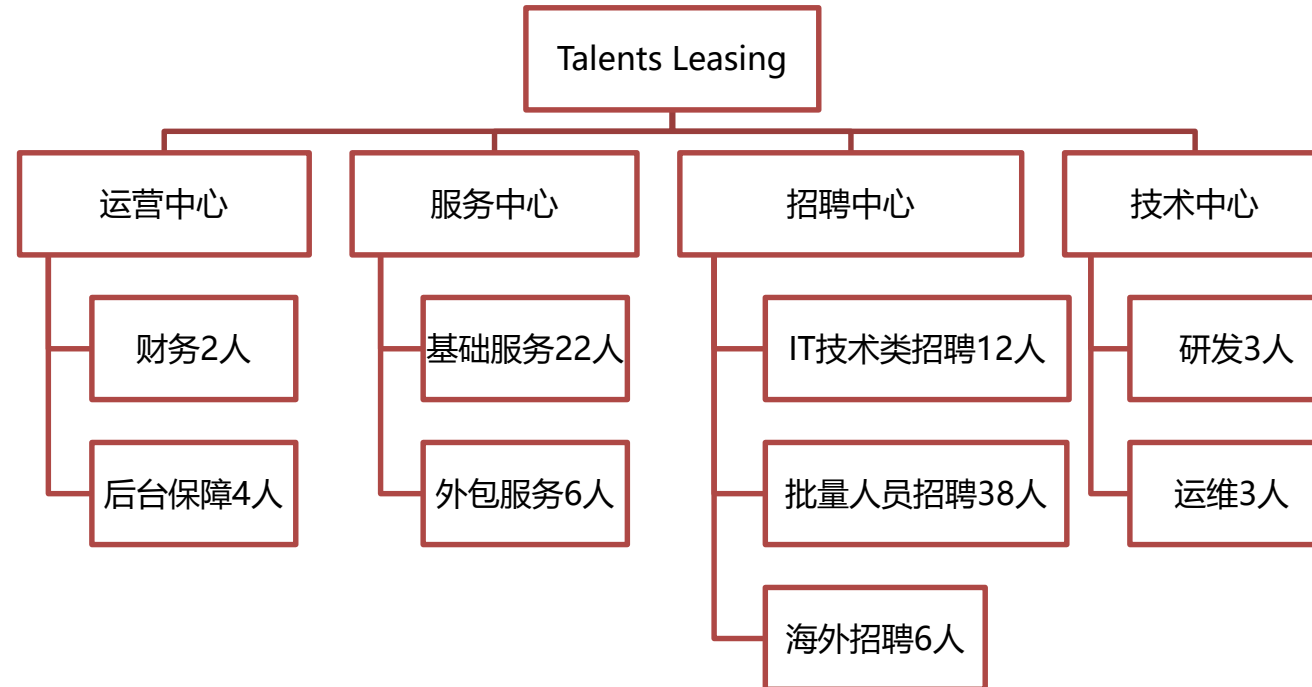 Talents Leasing
运营中心
服务中心
招聘中心
技术中心
财务2人
基础服务22人
IT技术类招聘12人
研发3人
后台保障4人
外包服务6人
批量人员招聘38人
运维3人
海外招聘6人